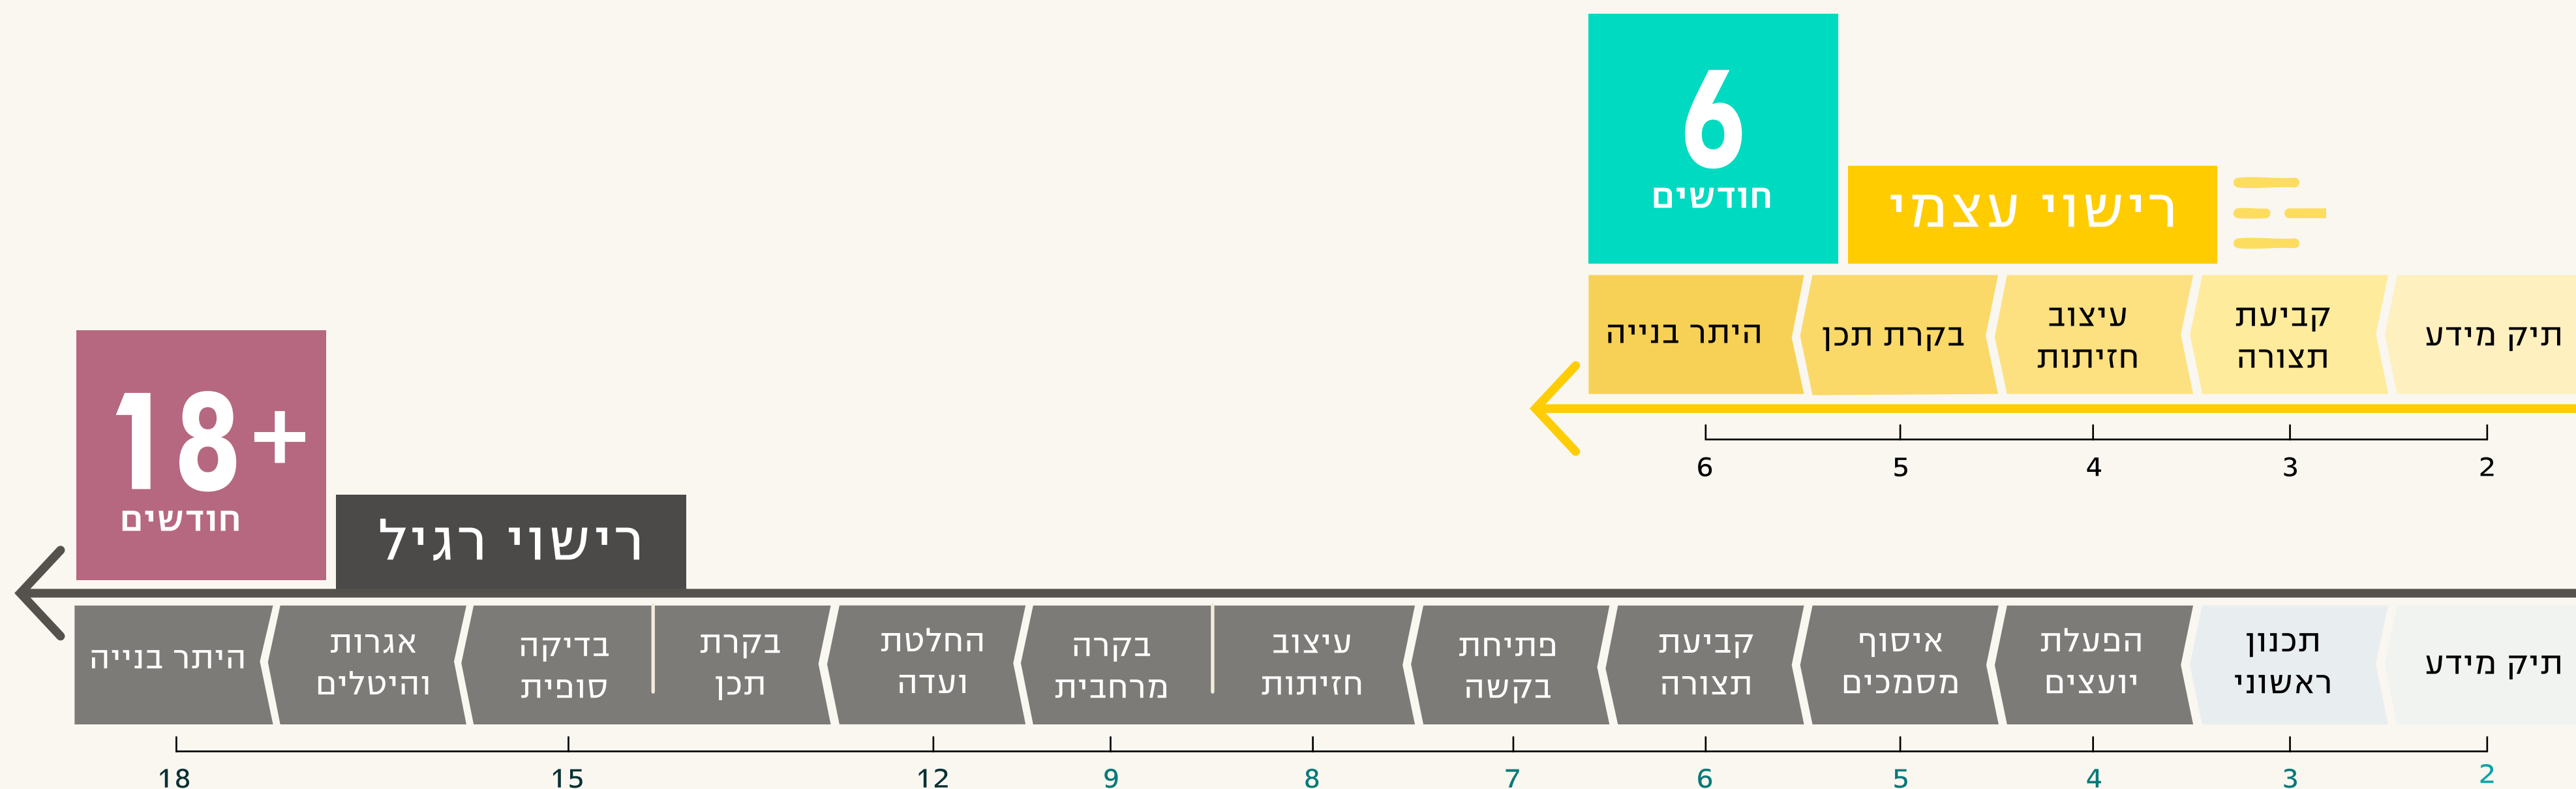 6
חודשים
רישוי עצמי
תיק מידע
קביעת
תצורה
עיצוב
חזיתות
בקרת תכן
היתר בנייה
2
3
4
5
6
18+
חודשים
רישוי רגיל
תיק מידע
תכנון
ראשוני
הפעלת
יועצים
איסוף
מסמכים
קביעת
תצורה
פתיחת
בקשה
עיצוב
חזיתות
בקרה
מרחבית
החלטת
ועדה
בקרת
תכן
בדיקה
סופית
אגרות
והיטלים
היתר בנייה
2
3
4
5
6
7
8
9
12
15
18